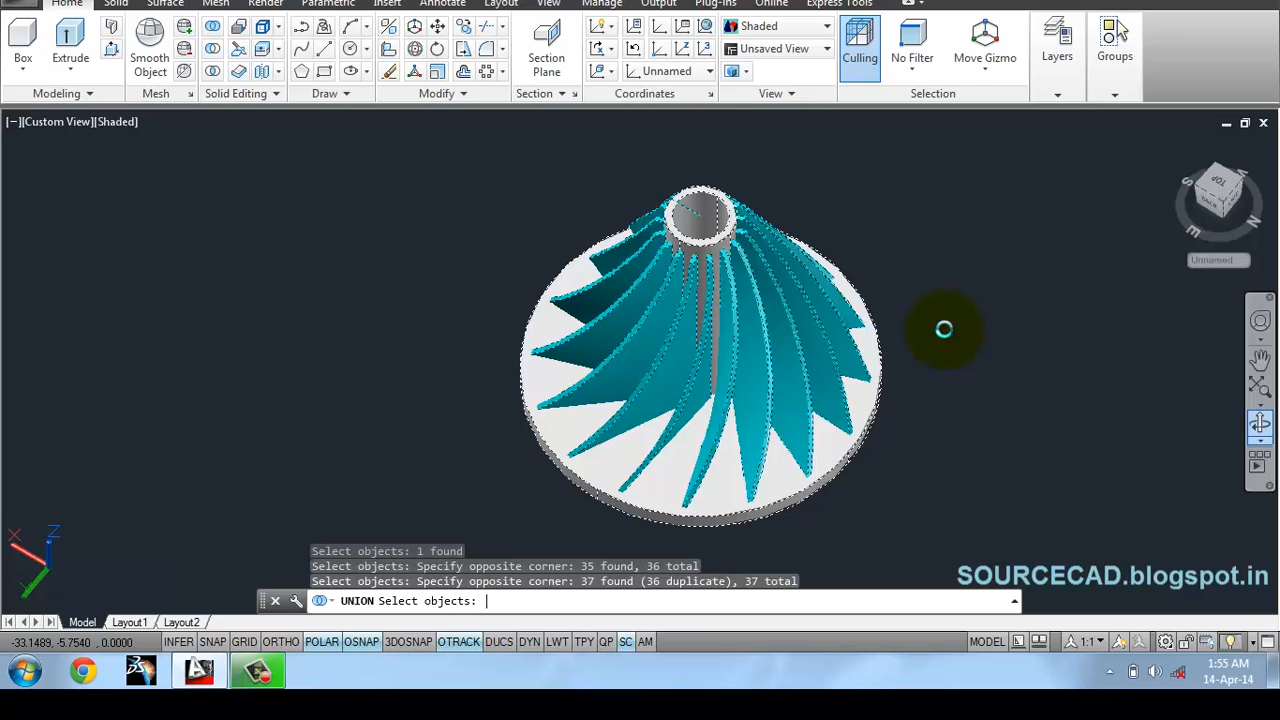 Home Solid Surface Mesh Render Parametric Insert Annotate Layout View Manage Output Plug-ins Online Express Tools
Box
Extrude
Smooth
Object
Section
Plane
Shaded
Unsaved View
Unnamed
Culling
No Filter
Move Gizmo
Layers
Groups
Modeling
Mesh
Solid Editing
Draw
Modify
Section
Coordinates
View
Selection
[−][Custom View][Shaded]
TOP
BACK
S
E
N
Unnamed
X
Z
Y
Select objects: 1 found
Select objects: Specify opposite corner: 35 found, 36 total
Select objects: Specify opposite corner: 37 found (36 duplicate), 37 total
UNION Select objects:
SOURCECAD.blogspot.in
Model Layout1 Layout2
-33.1489, -5.7540, 0.0000 INFER SNAP GRID ORTHO POLAR OSNAP 3DOSNAP OTRACK DUCS DYN LWT TPY QP SC AM MODEL 1:1
1:55 AM
14-Apr-14